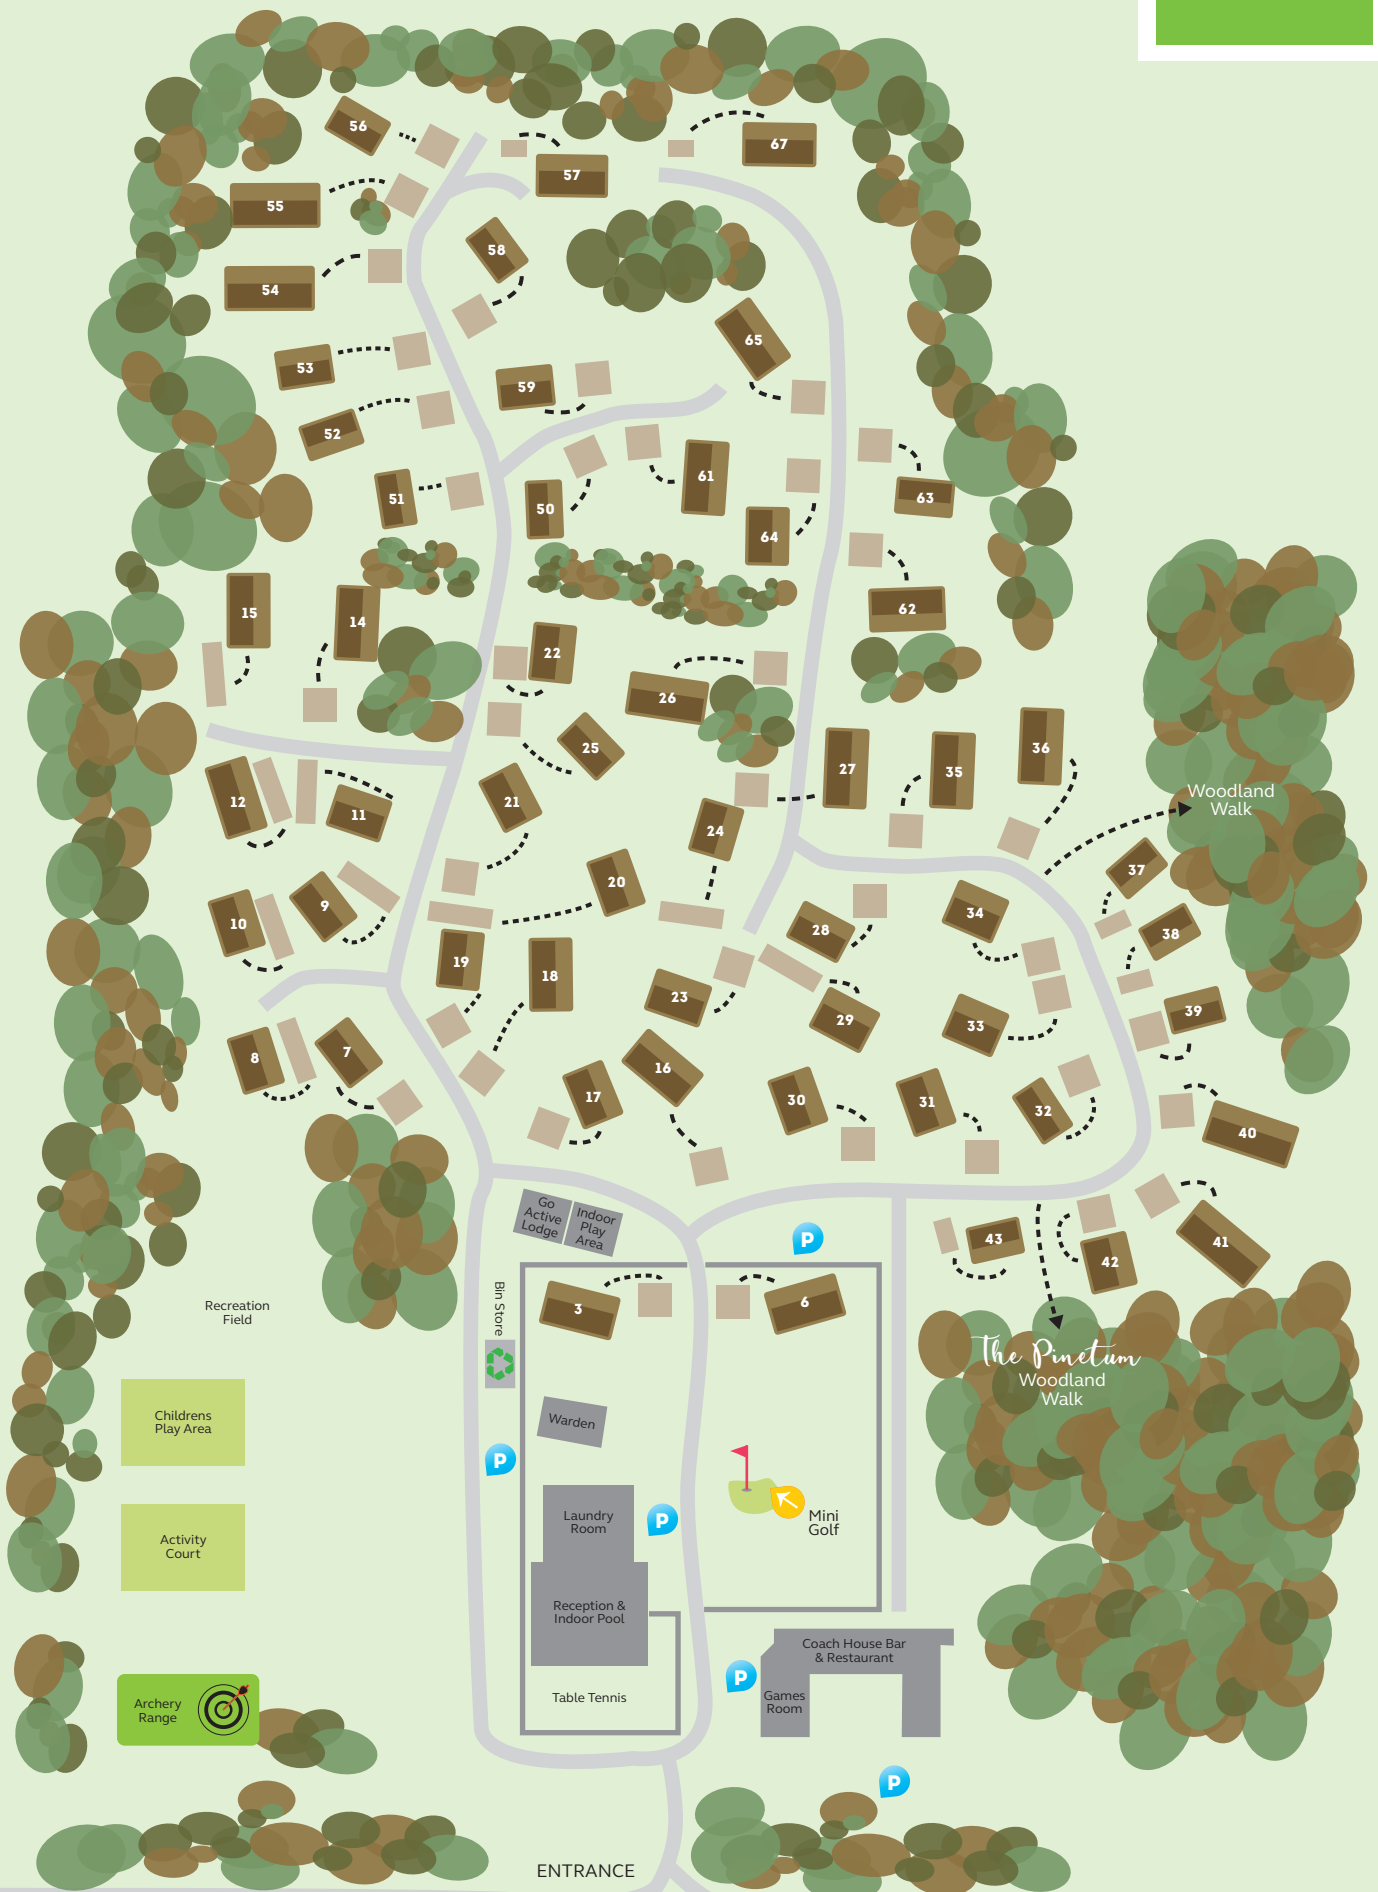 56
67
57
55
58
54
65
53
59
52
61
51
63
50
64
15
14
62
22
26
25
36
27
35
Woodland
Walk
12
21
11
24
37
20
9
34
10
28
38
19
18
23
39
29
33
8
7
16
17
30
31
32
40
Go
Active
Lodge
Indoor
Play
Area
P
43
41
42
Bin Store
3
6
Recreation
Field
The Pinetum
Woodland
Walk
Childrens
Play Area
Warden
P
Mini
Golf
Laundry
Room
P
Activity
Court
Reception &
Indoor Pool
Coach House Bar
& Restaurant
P
Games
Room
Table Tennis
Archery
Range
P
ENTRANCE